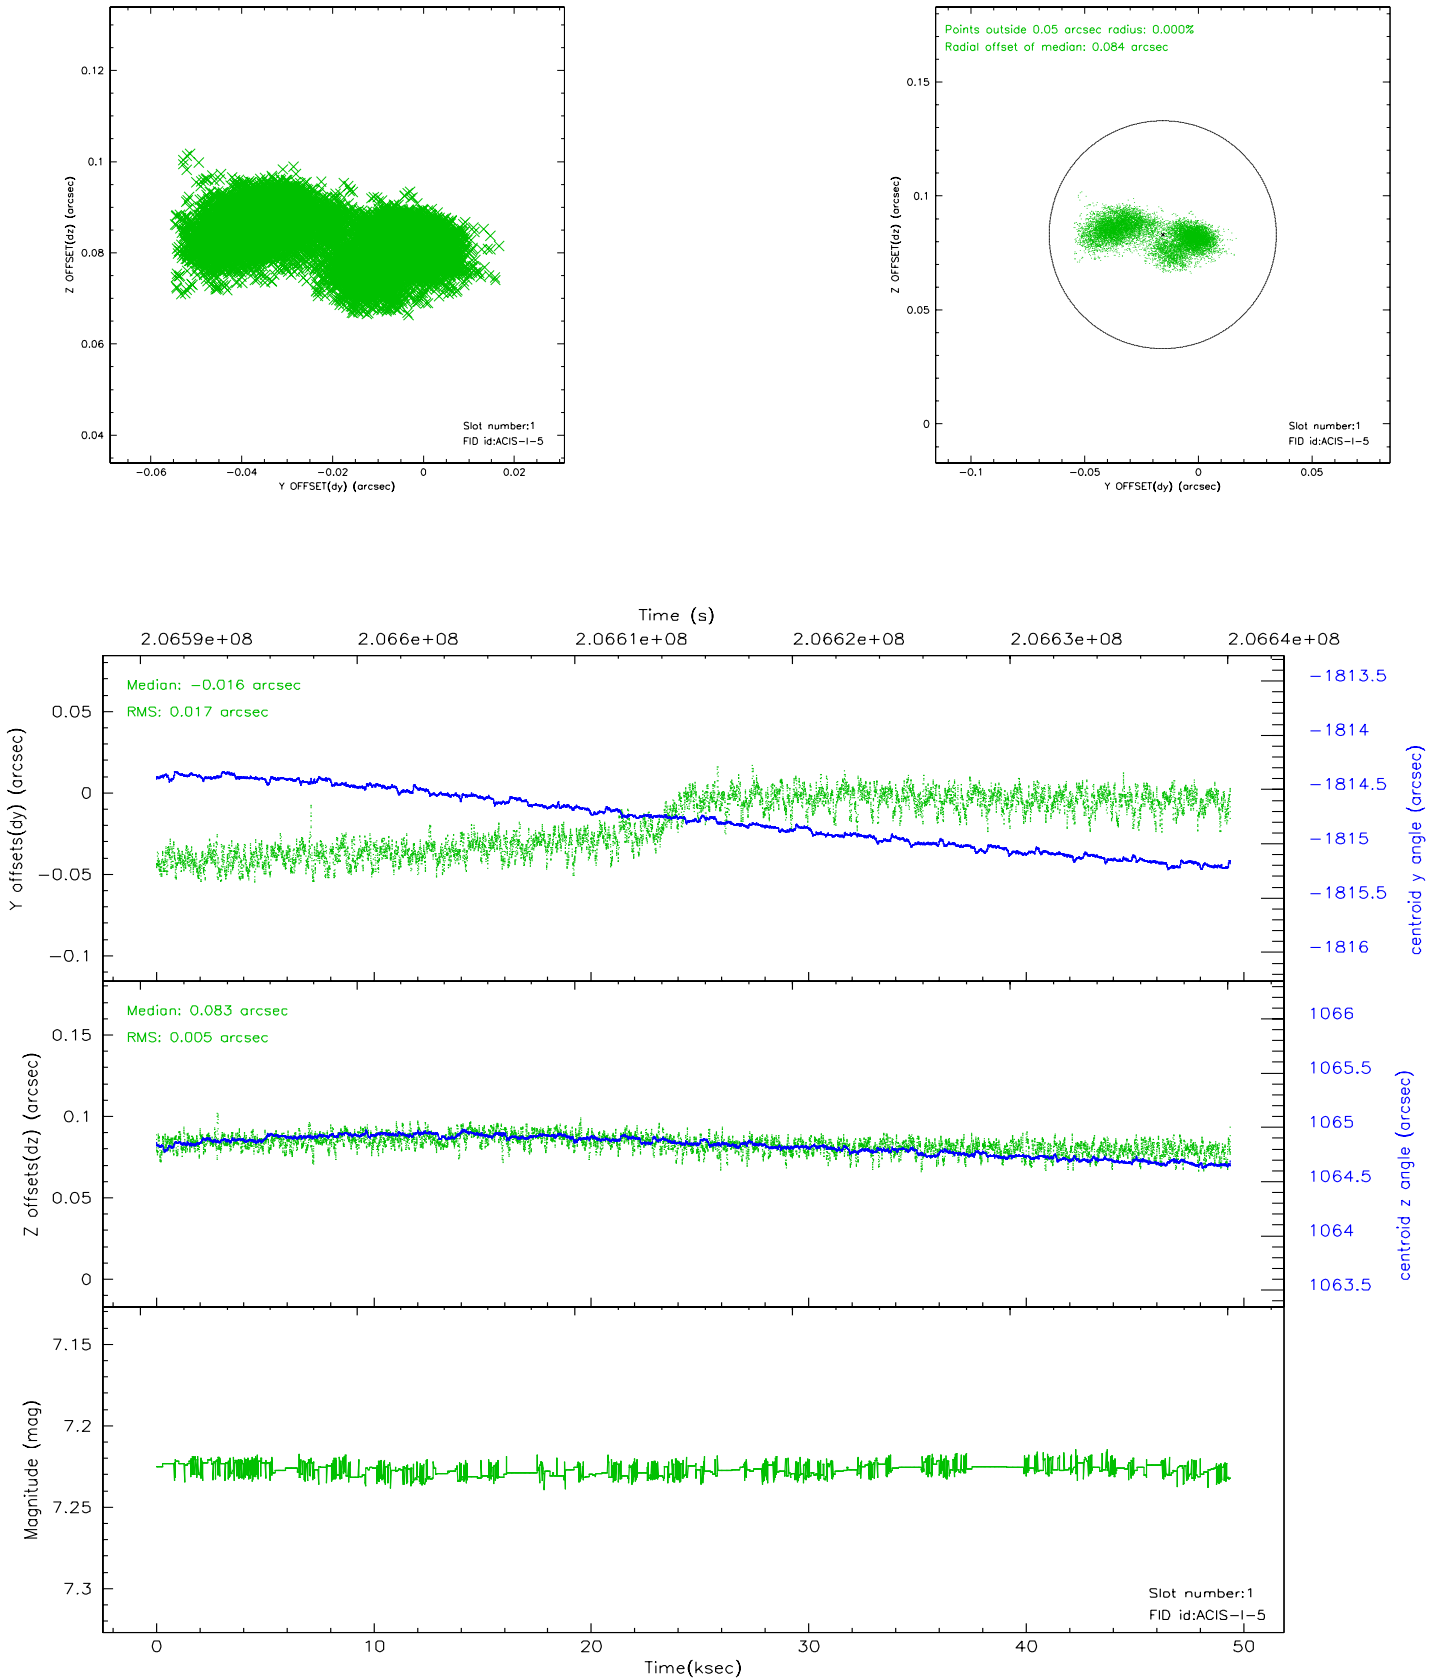 0.12
0.1
0.08
0.06
0.04
Z OFFSET(dz) (arcsec)
-0.06 -0.04 -0.02 0 0.02
Y OFFSET(dy) (arcsec)
Slot number:1
FID id:ACIS-I-5
Points outside 0.05 arcsec radius: 0.000%
Radial offset of median: 0.084 arcsec
0.15
0.1
0.05
0
Z OFFSET(dz) (arcsec)
-0.1 -0.05 0 0.05
Y OFFSET(dy) (arcsec)
Slot number:1
FID id:ACIS-I-5
Time (s)
2.0659e+08 2.066e+08 2.0661e+08 2.0662e+08 2.0663e+08 2.0664e+08
Median: -0.016 arcsec
RMS: 0.017 arcsec
0.05
0
-0.05
-0.1
Y offsets(dy) (arcsec)
-1813.5
-1814
-1814.5
-1815
-1815.5
-1816
centroid y angle (arcsec)
Median: 0.083 arcsec
RMS: 0.005 arcsec
0.15
0.1
0.05
0
Z offsets(dz) (arcsec)
1066
1065.5
1065
1064.5
1064
1063.5
centroid z angle (arcsec)
7.15
7.2
7.25
7.3
Magnitude (mag)
Slot number:1
FID id:ACIS-I-5
0 10 20 30 40 50
Time(ksec)